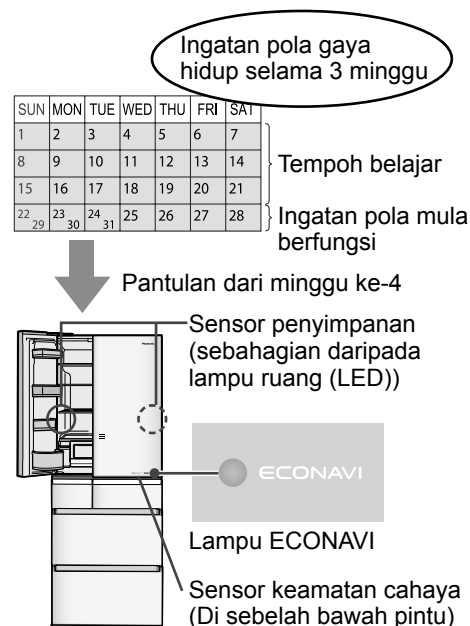 Ingatan pola gaya
hidup selama 3 minggu
SUN MON TUE WED THU FRI SAT
1 2 3 4 5 6 7
8 9 10 11 12 13 14
15 16 17 18 19 20 21
22 29 23 30 24 31 25 26 27 28
Tempoh belajar
Ingatan pola mula
berfungsi
Pantulan dari minggu ke-4
Sensor penyimpanan
(sebahagian daripada
lampu ruang (LED))
Panasonic
ECONAVI
Lampu ECONAVI
Sensor keamatan cahaya
(Di sebelah bawah pintu)